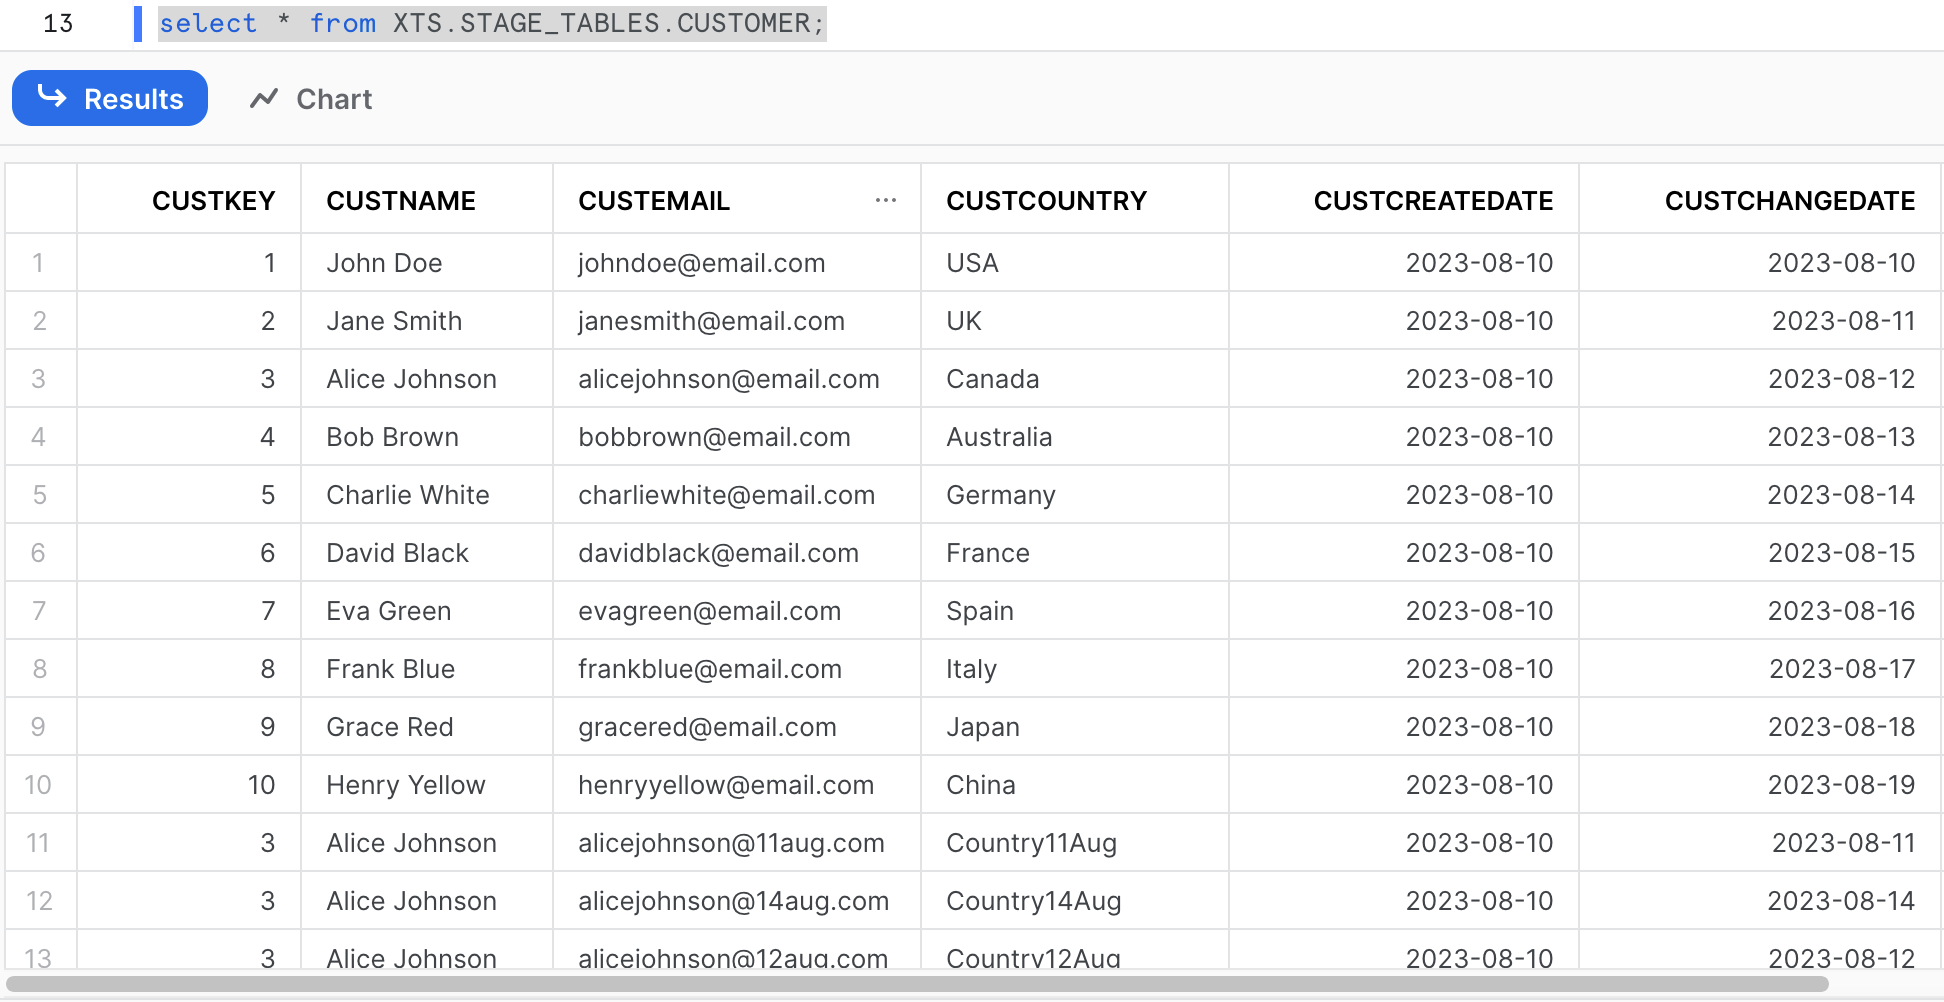 13 select * from XTS.STAGE_TABLES.CUSTOMER;
Results Chart
CUSTKEY CUSTNAME CUSTEMAIL ... CUSTCOUNTRY CUSTCREATEDATE CUSTCHANGEDATE
1 1 John Doe johndoe@email.com USA 2023-08-10 2023-08-10
2 2 Jane Smith janesmith@email.com UK 2023-08-10 2023-08-11
3 3 Alice Johnson alicejohnson@email.com Canada 2023-08-10 2023-08-12
4 4 Bob Brown bobbrown@email.com Australia 2023-08-10 2023-08-13
5 5 Charlie White charliewhite@email.com Germany 2023-08-10 2023-08-14
6 6 David Black davidblack@email.com France 2023-08-10 2023-08-15
7 7 Eva Green evagreen@email.com Spain 2023-08-10 2023-08-16
8 8 Frank Blue frankblue@email.com Italy 2023-08-10 2023-08-17
9 9 Grace Red gracered@email.com Japan 2023-08-10 2023-08-18
10 10 Henry Yellow henryyellow@email.com China 2023-08-10 2023-08-19
11 3 Alice Johnson alicejohnson@11aug.com Country11Aug 2023-08-10 2023-08-11
12 3 Alice Johnson alicejohnson@14aug.com Country14Aug 2023-08-10 2023-08-14
13 3 Alice Johnson alicejohnson@12aug.com Country12Aug 2023-08-10 2023-08-12